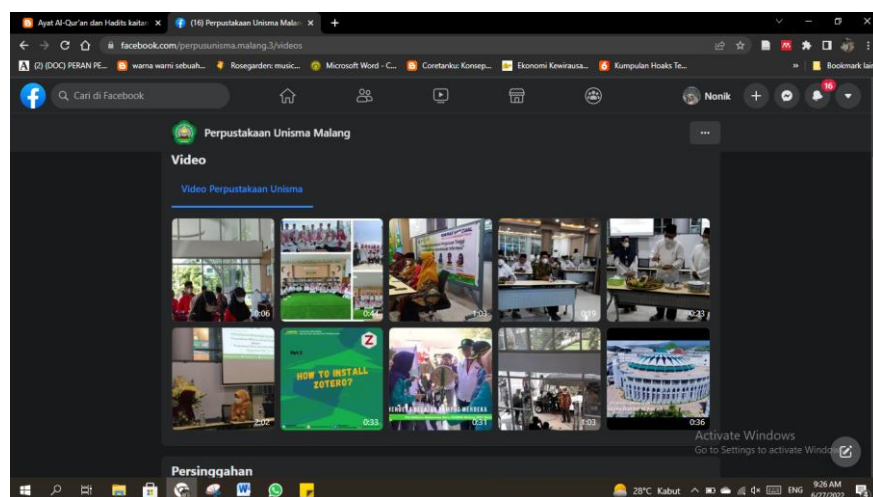 Ayat Al-Qur'an dan Hadits kaitan
(16) Perpustakaan Unisma Malan
facebook.com/perpusunisma.malang.3/videos
(2) (DOC) PERAN PE...
warna warni sebuah...
Rosegarden: music...
Microsoft Word - C...
Coretanku: Konsep...
Ekonomi Kewirausa...
Kumpulan Hoaks Te...
»
Bookmark lain
Cari di Facebook
Nonik
16
Perpustakaan Unisma Malang
Video
Video Perpustakaan Unisma
0:06
0:44
1:03
0:19
0:23
Part 2
HOW TO INSTALL
ZOTERO?
Z
2:02
0:33
0:31
1:03
0:36
Activate Windows
Go to Settings to activate Windows
Persinggahan
28°C Kabut
ENG
9:26 AM
6/27/2022